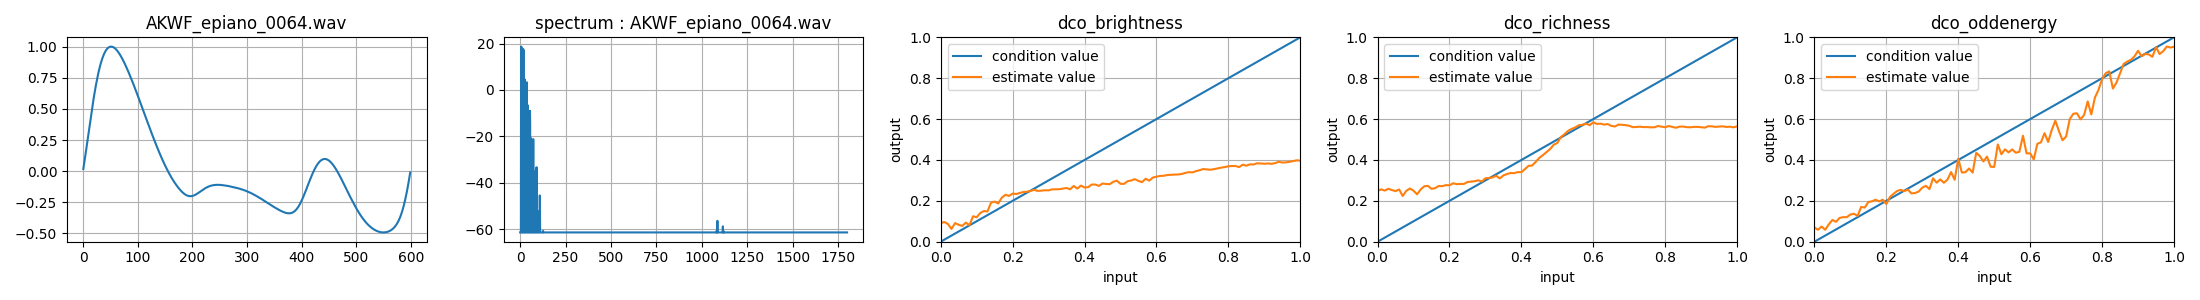 AKWF_epiano_0064.wav
1.00
0.75
0.50
0.25
0.00
−0.25
−0.50
0 100 200 300 400 500 600
spectrum : AKWF_epiano_0064.wav
20
0
−20
−40
−60
0 250 500 750 1000 1250 1500 1750
dco_brightness
condition value
estimate value
output
1.0
0.8
0.6
0.4
0.2
0.0
0.0 0.2 0.4 0.6 0.8 1.0
input
dco_richness
condition value
estimate value
output
1.0
0.8
0.6
0.4
0.2
0.0
0.0 0.2 0.4 0.6 0.8 1.0
input
dco_oddenergy
condition value
estimate value
output
1.0
0.8
0.6
0.4
0.2
0.0
0.0 0.2 0.4 0.6 0.8 1.0
input